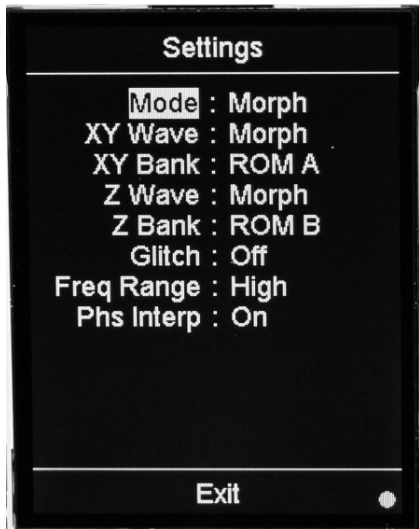 Settings
Mode : Morph
XY Wave : Morph
XY Bank : ROM A
Z Wave : Morph
Z Bank : ROM B
Glitch : Off
Freq Range : High
Phs Interp : On
Exit